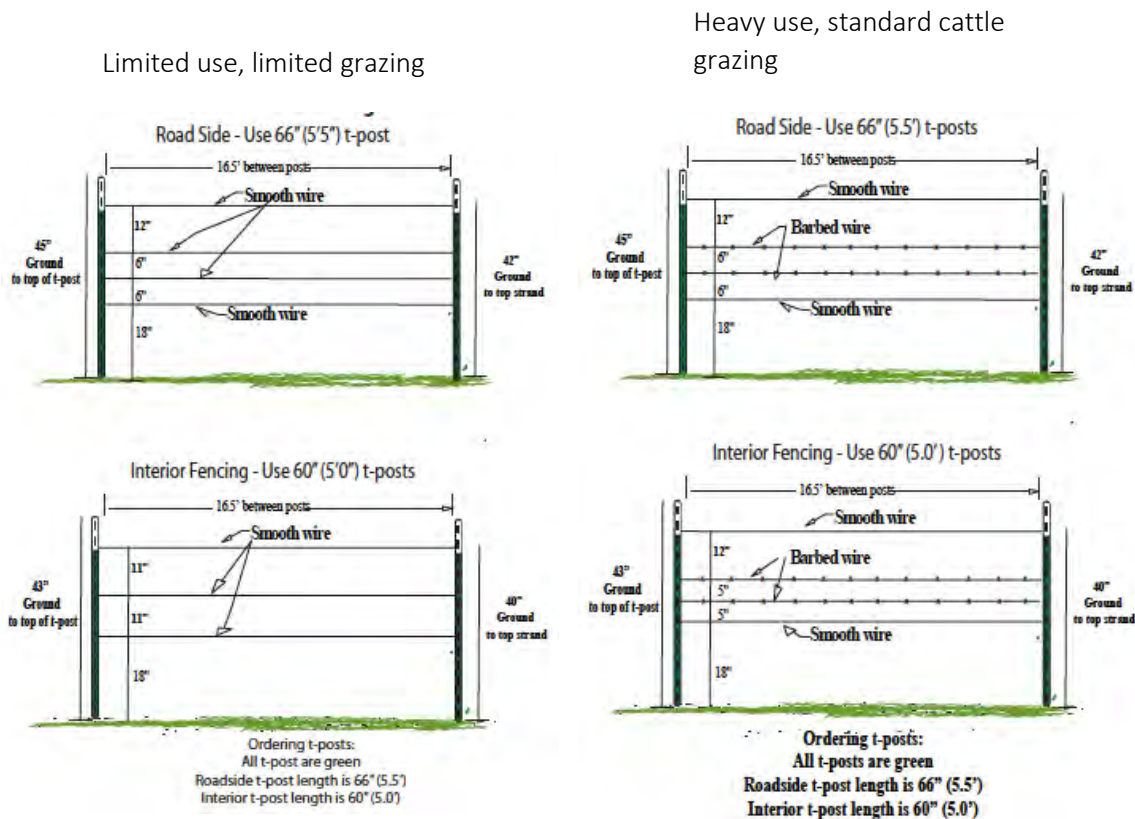 Limited use, limited grazing
Heavy use, standard cattle
grazing
Road Side - Use 66" (5'5") t-post
16.5' between posts
Smooth wire
12"
6"
6"
Smooth wire
18"
45"
Ground
to top of t-post
42"
Ground
to top strand
Road Side - Use 66" (5.5') t-posts
16.5' between posts
Smooth wire
12"
Barbed wire
6"
6"
Smooth wire
18"
45"
Ground
to top of t-post
42"
Ground
to top strand
Interior Fencing - Use 60" (5'0") t-posts
16.5' between posts
Smooth wire
11"
11"
18"
43"
Ground
to top of t-post
40"
Ground
to top strand
Ordering t-posts:
All t-post are green
Roadside t-post length is 66" (5.5')
Interior t-post length is 60" (5.0')
Interior Fencing - Use 60" (5.0') t-posts
16.5' between posts
Smooth wire
12"
Barbed wire
5"
5"
Smooth wire
18"
43"
Ground
to top of t-post
40"
Ground
to top strand
Ordering t-posts:
All t-posts are green
Roadside t-post length is 66" (5.5')
Interior t-post length is 60" (5.0')